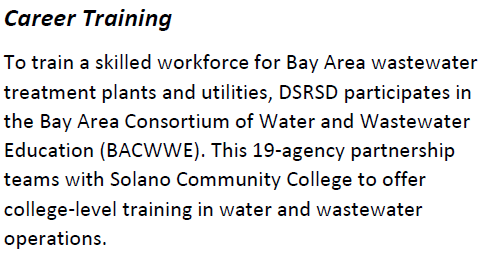 Career Training
To train a skilled workforce for Bay Area wastewater
treatment plants and utilities, DSRSD participates in
the Bay Area Consortium of Water and Wastewater
Education (BACWWE). This 19-agency partnership
teams with Solano Community College to offer
college-level training in water and wastewater
operations.